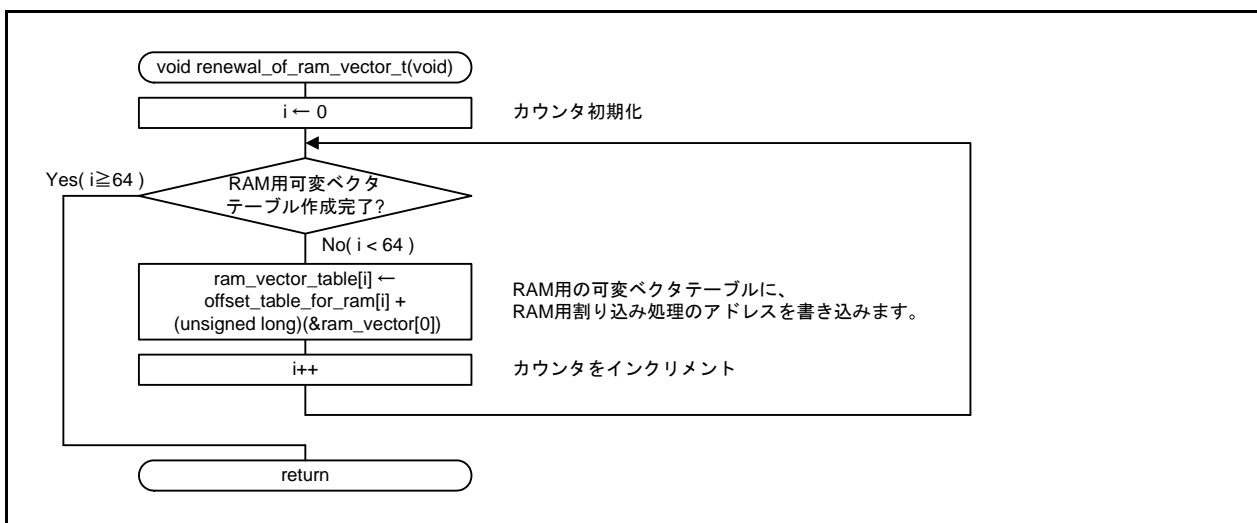 void renewal_of_ram_vector_t(void)
i ← 0
カウンタ初期化
Yes( i≧64 )
RAM用可変ベクタ
テーブル作成完了?
No( i < 64 )
ram_vector_table[i] ←
offset_table_for_ram[i] +
(unsigned long)(&ram_vector[0])
RAM用の可変ベクタテーブルに、
RAM用割り込み処理のアドレスを書き込みます。
i++
カウンタをインクリメント
return